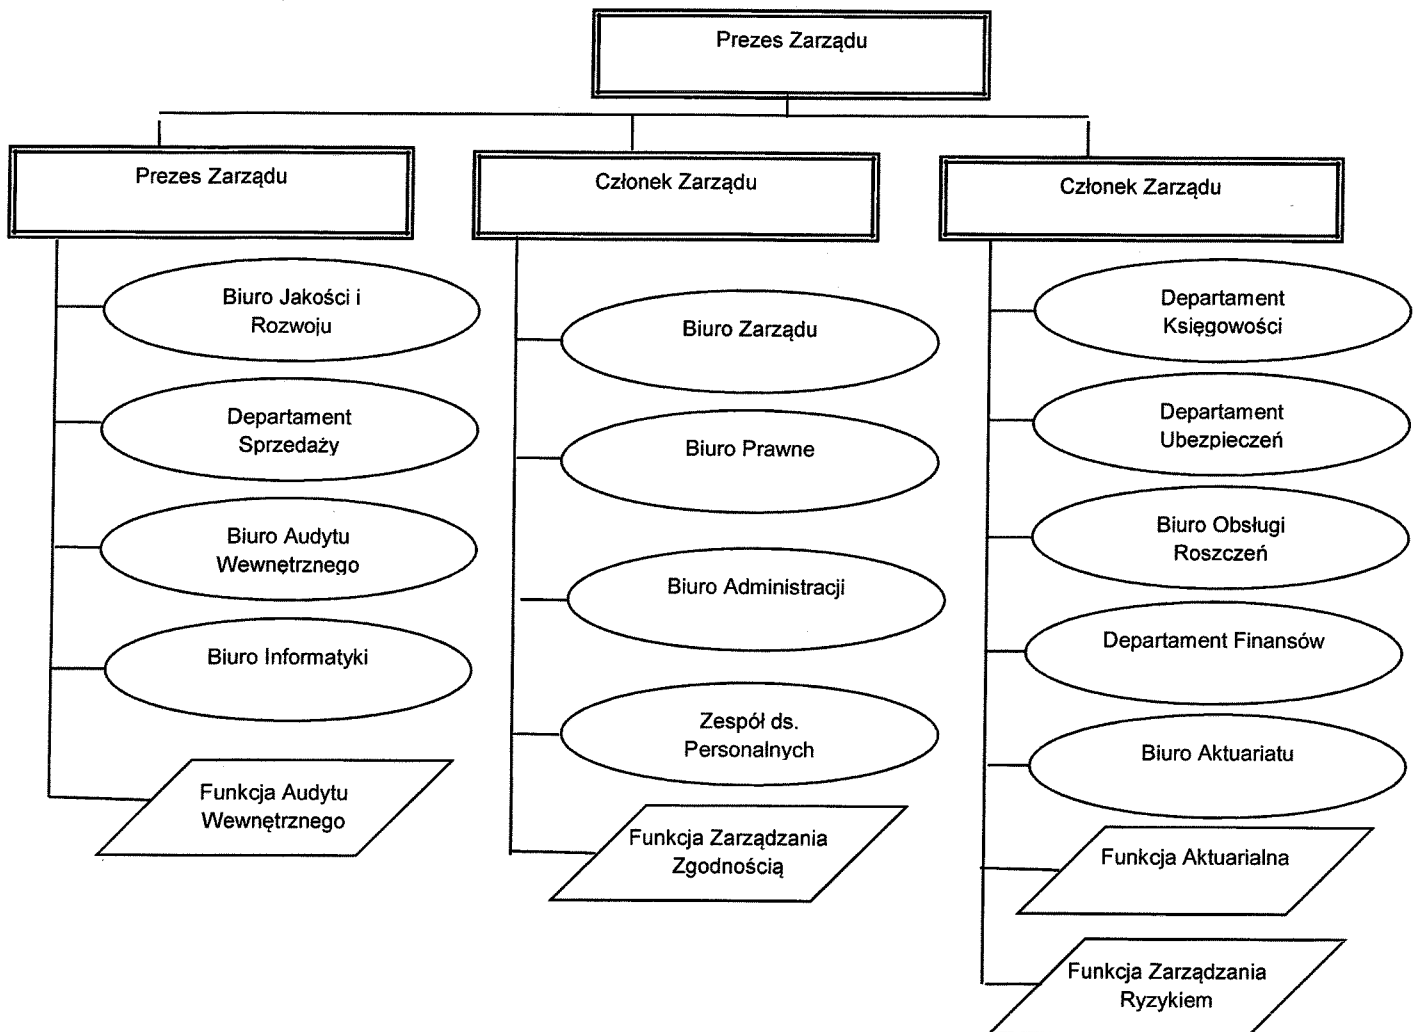 Prezes Zarządu
Prezes Zarządu
Członek Zarządu
Członek Zarządu
Biuro Jakości i
Rozwoju
Departament
Sprzedaży
Biuro Audytu
Wewnętrznego
Biuro Informatyki
Funkcja Audytu
Wewnętrznego
Biuro Zarządu
Biuro Prawne
Biuro Administracji
Zespół ds.
Personalnych
Funkcja Zarządzania
Zgodnością
Departament
Księgowości
Departament
Ubezpieczeń
Biuro Obsługi
Roszczeń
Departament Finansów
Biuro Aktuariatu
Funkcja Aktuarialna
Funkcja Zarządzania
Ryzykiem